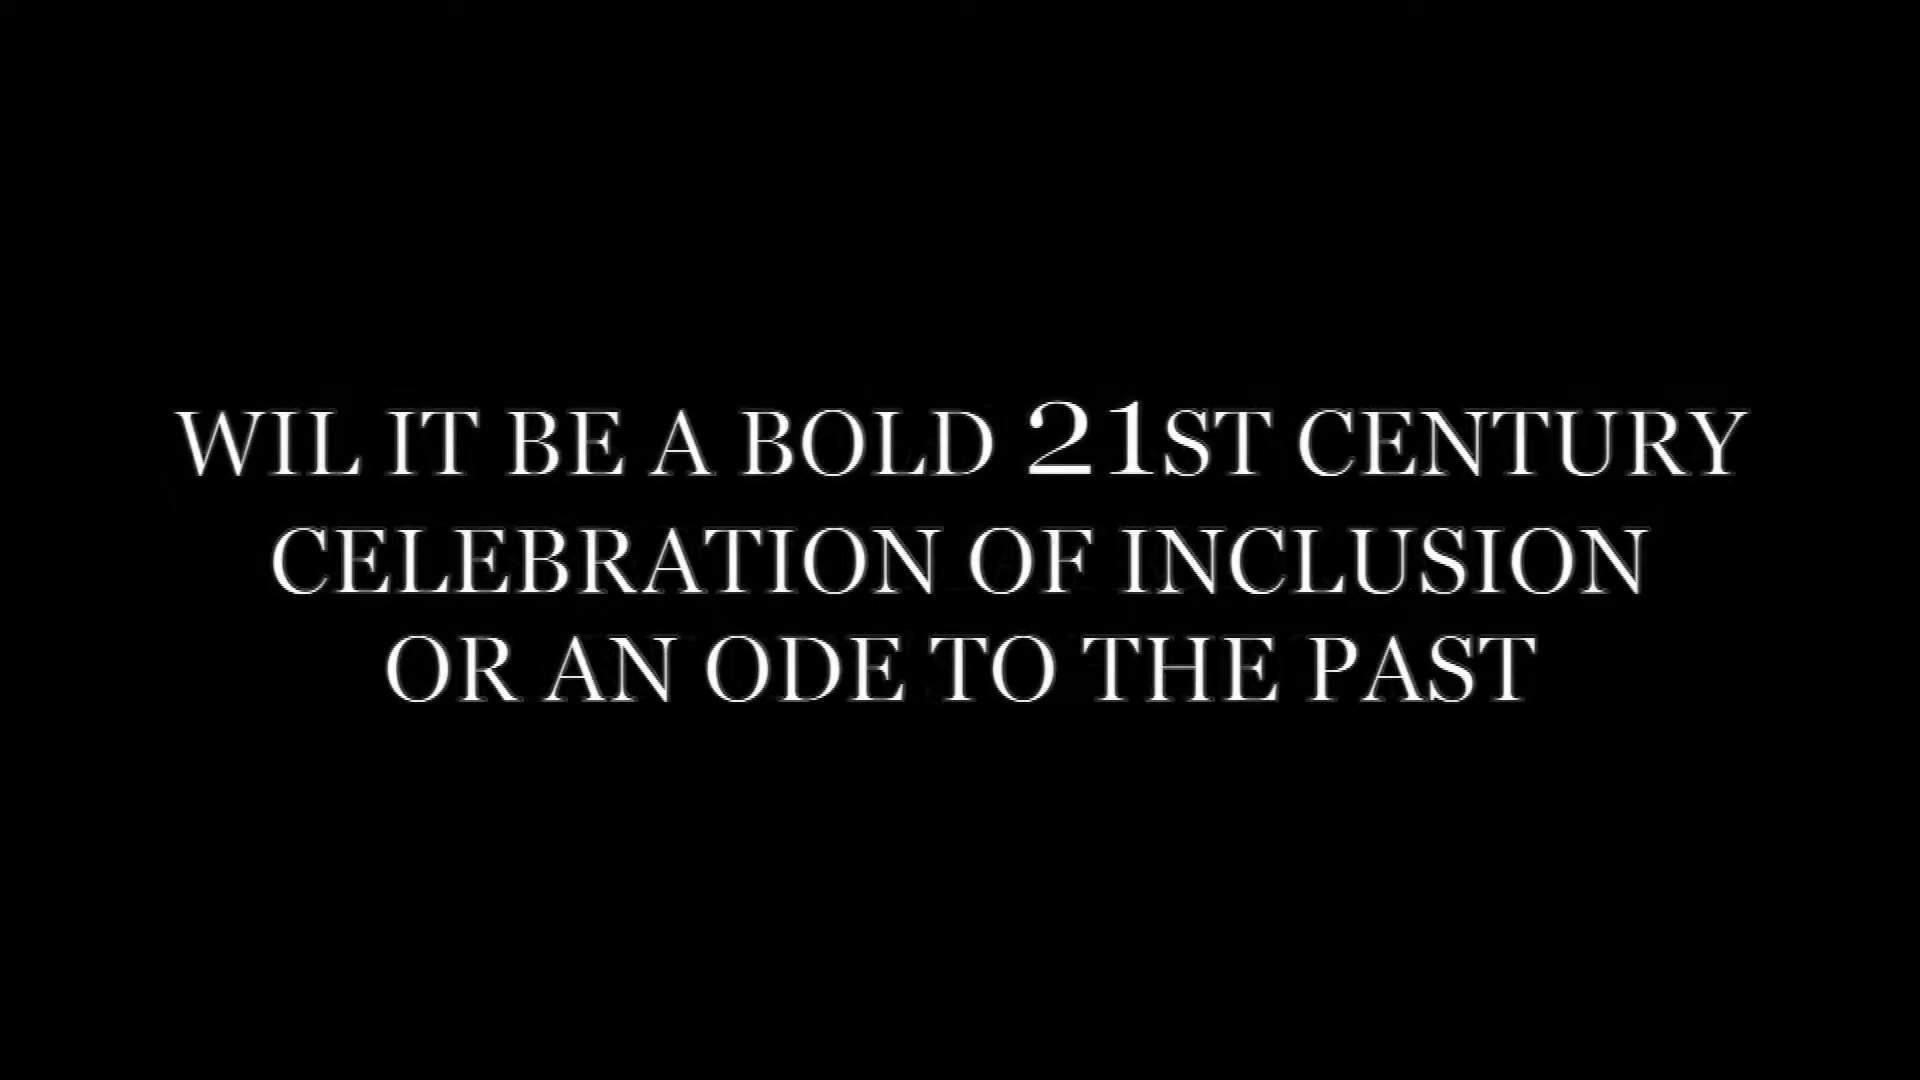 WIL IT BE A BOLD 21ST CENTURY
CELEBRATION OF INCLUSION
OR AN ODE TO THE PAST